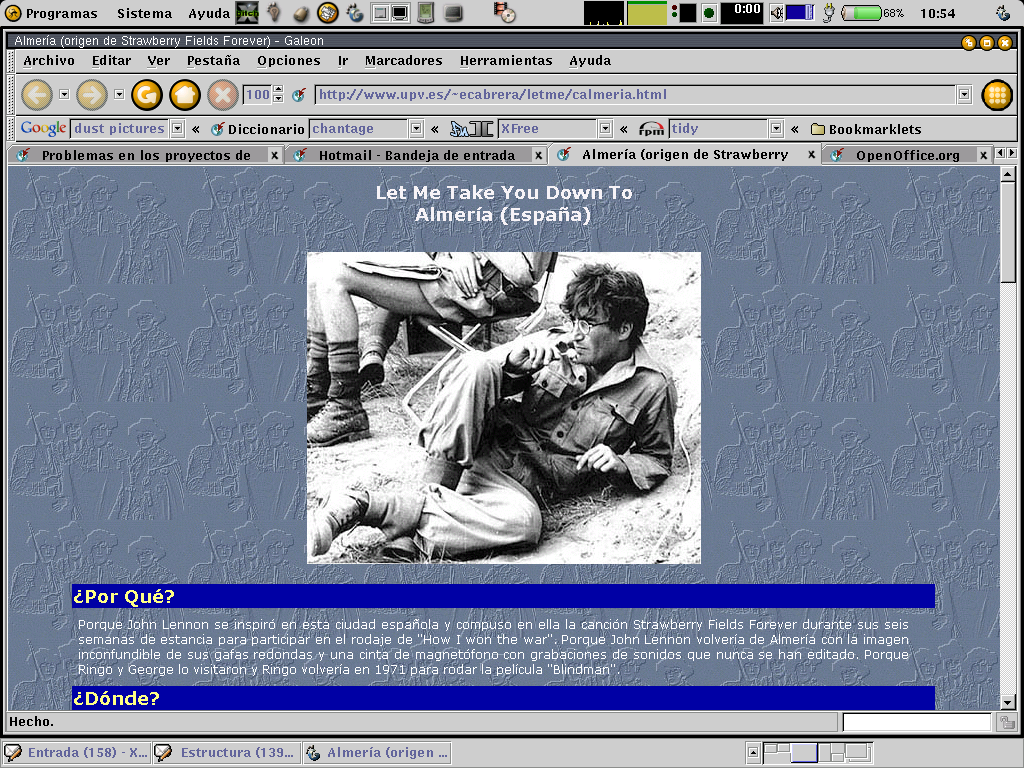 Programas Sistema Ayuda 0:00 68% 10:54
Almería (origen de Strawberry Fields Forever) - Galeon
Archivo Editar Ver Pestaña Opciones Ir Marcadores Herramientas Ayuda
100 http://www.upv.es/~ecabrera/letme/calmeria.html
Google dust pictures « Diccionario chantage « XFree « rpm tidy « Bookmarklets
Problemas en los proyectos de x Hotmail - Bandeja de entrada x Almería (origen de Strawberry x OpenOffice.org x
Let Me Take You Down To
Almería (España)
¿Por Qué?
Porque John Lennon se inspiró en esta ciudad española y compuso en ella la canción Strawberry Fields Forever durante sus seis
semanas de estancia para participar en el rodaje de "How I won the war". Porque John Lennon volvería de Almería con la imagen
inconfundible de sus gafas redondas y una cinta de magnetófono con grabaciones de sonidos que nunca se han editado. Porque
Ringo y George lo visitaron y Ringo volvería en 1971 para rodar la película "Blindman".
¿Dónde?
Hecho.
Entrada (158) - X... Estructura (139... Almería (origen ...